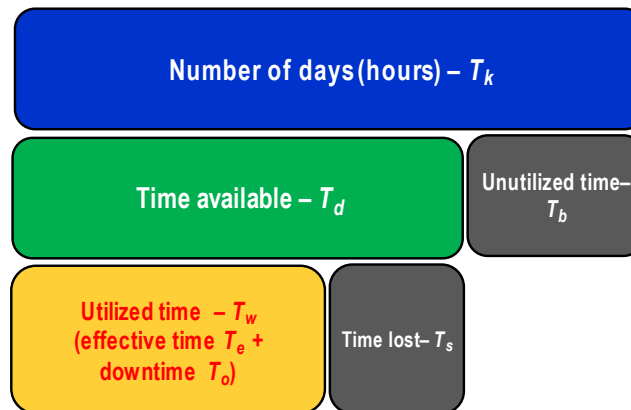 Number of days (hours) – Tk
Time available – Td
Unutilized time–
Tb
Utilized time – Tw
(effective time Te +
downtime To)
Time lost– Ts